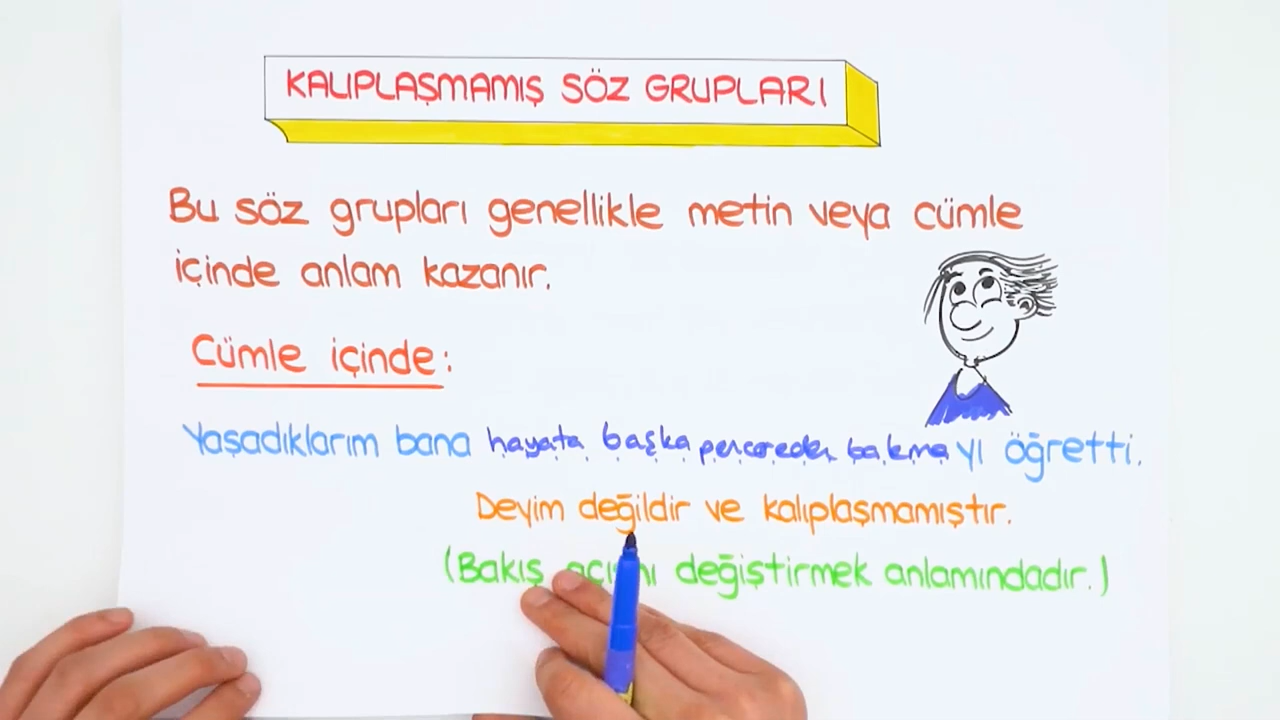 KALIPLAŞMAMIŞ SÖZ GRUPLARI
Bu söz grupları genellikle metin veya cümle
içinde anlam kazanır.
Cümle içinde:
Yaşadıklarım bana hayata başka pencereden bakmayı öğretti.
Deyim değildir ve kalıplaşmamıştır.
(Bakış açısını değiştirmek anlamındadır.)